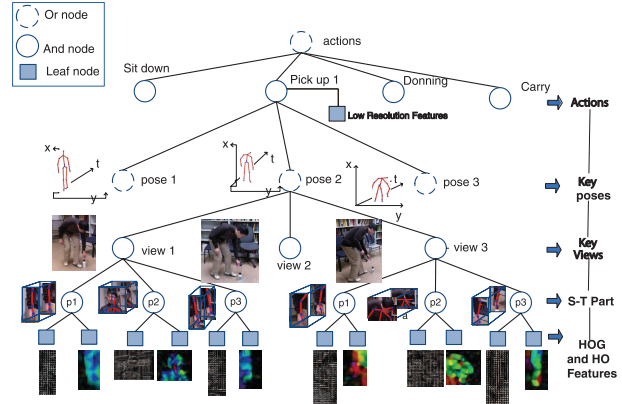 Or node
And node
Leaf node
actions
Sit down
Pick up 1
Donning
Carry
Low Resolution Features
Actions
x
t
y
pose 1
x
t
y
pose 2
x
t
y
pose 3
Key
poses
view 1
view 2
view 3
Key
Views
p1
p2
p3
p1
a
p2
p3
S-T Part
HOG
and HO
Features